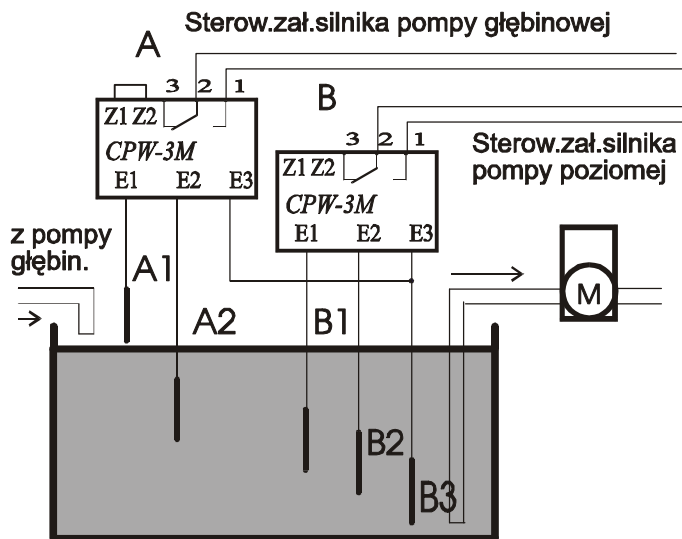 Sterow.zał.silnika pompy głębinowej
A
3 2 1
Z1 Z2
CPW-3M
E1 E2 E3
B
3 2 1
Z1 Z2
CPW-3M
E1 E2 E3
Sterow.zał.silnika
pompy poziomej
z pompy
głębin.
A1
A2
B1
M
B2
B3